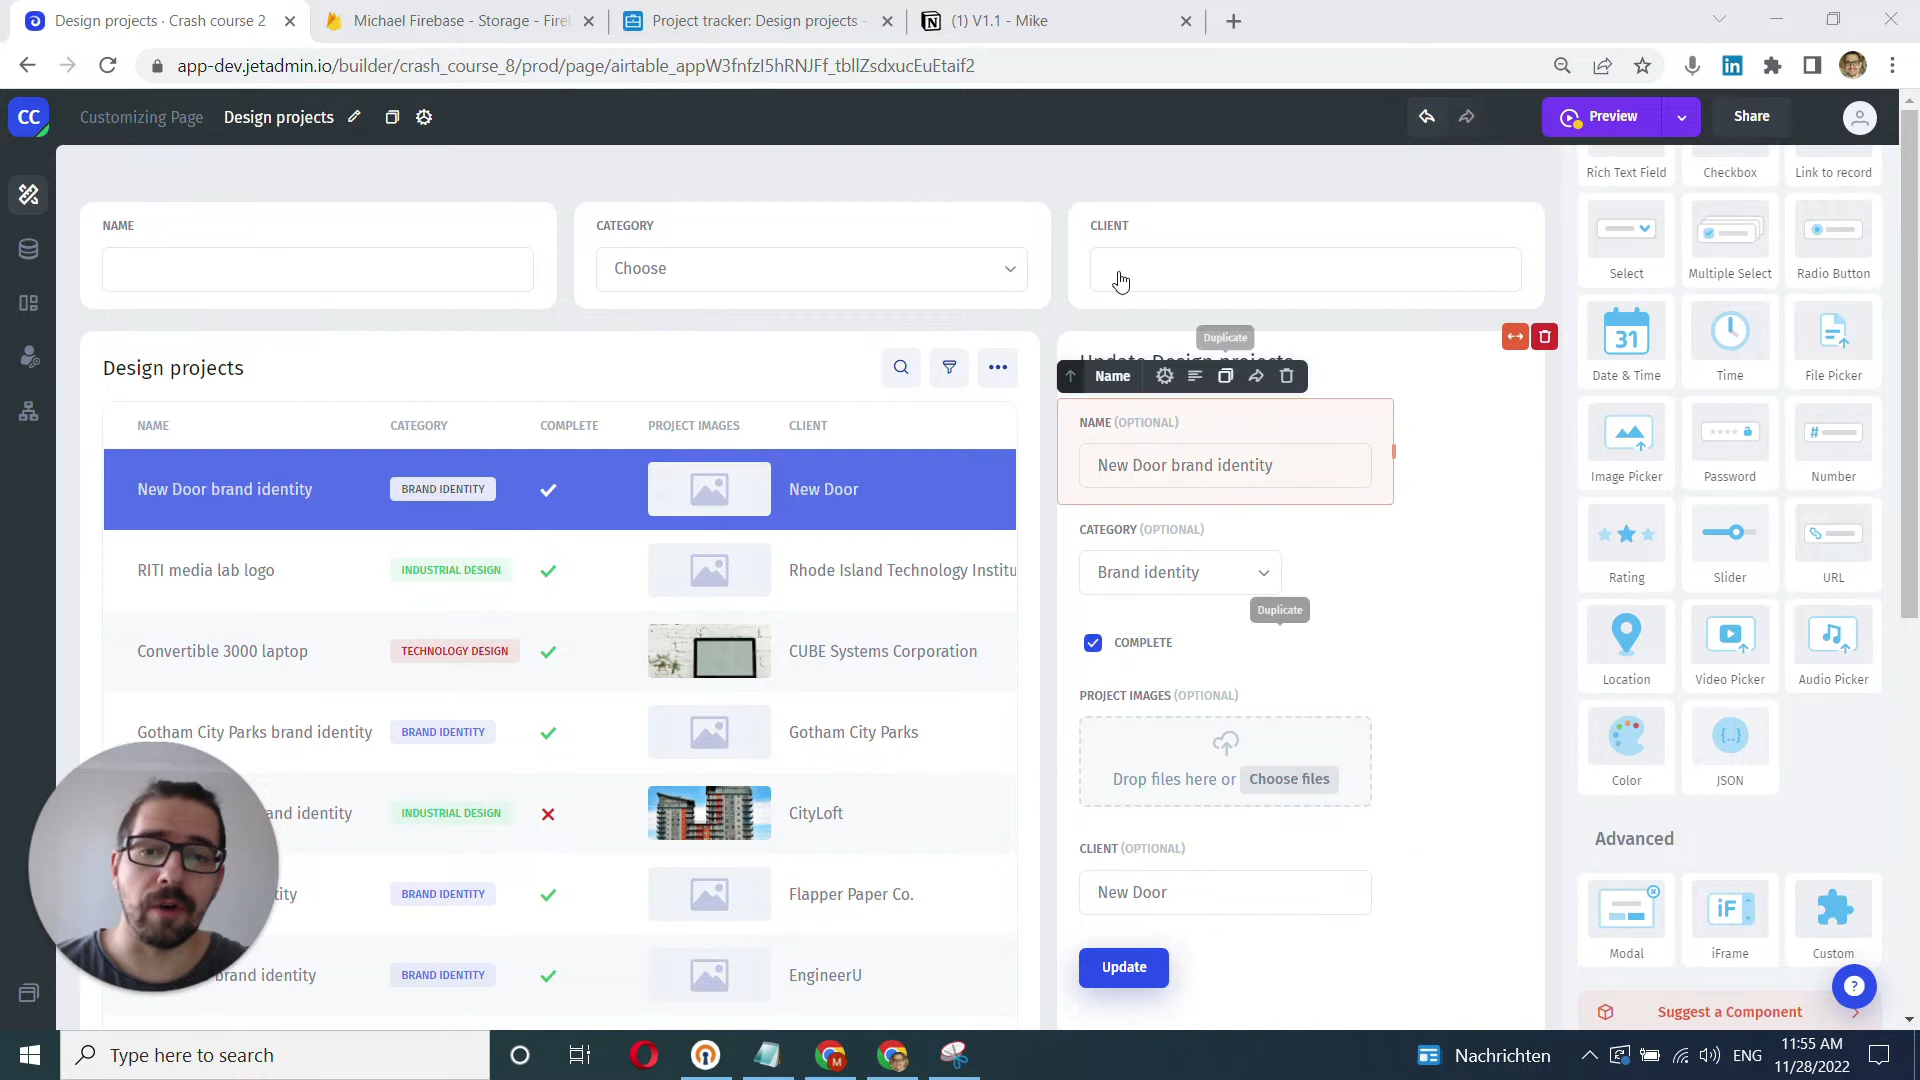 Design projects · Crash course 2
Michael Firebase - Storage - Fire
Project tracker: Design projects -
(1) V1.1 - Mike
app-dev.jetadmin.io/builder/crash_course_8/prod/page/airtable_appW3fnfzI5hRNJFf_tbllZsdxucEuEtaif2
CC
Customizing Page
Design projects
Preview
Share
NAME
CATEGORY
Choose
CLIENT
Design projects
NAME
CATEGORY
COMPLETE
PROJECT IMAGES
CLIENT
New Door brand identity
BRAND IDENTITY
New Door
RITI media lab logo
INDUSTRIAL DESIGN
Rhode Island Technology Institu
Convertible 3000 laptop
TECHNOLOGY DESIGN
CUBE Systems Corporation
Gotham City Parks brand identity
BRAND IDENTITY
Gotham City Parks
and identity
INDUSTRIAL DESIGN
CityLoft
tity
BRAND IDENTITY
Flapper Paper Co.
brand identity
BRAND IDENTITY
EngineerU
Duplicate
Update Design projects
Name
NAME (OPTIONAL)
New Door brand identity
CATEGORY (OPTIONAL)
Brand identity
Duplicate
COMPLETE
PROJECT IMAGES (OPTIONAL)
Drop files here or Choose files
CLIENT (OPTIONAL)
New Door
Update
Rich Text Field
Checkbox
Link to record
Select
Multiple Select
Radio Button
31
Date & Time
Time
File Picker
Image Picker
Password
#
Number
Rating
Slider
URL
Location
Video Picker
Audio Picker
Color
{..}
JSON
Advanced
Modal
iF
iFrame
Custom
?
Suggest a Component
Type here to search
M
Nachrichten
ENG
11:55 AM
11/28/2022